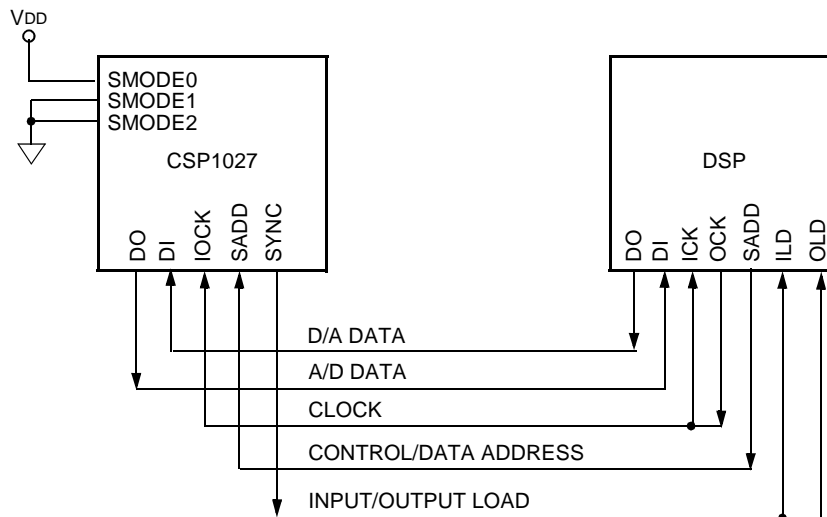 VDD
SMODE0
SMODE1
SMODE2
CSP1027
DSP
DO
DI
IOCK
SADD
SYNC
DO
DI
ICK
OCK
SADD
ILD
OLD
D/A DATA
A/D DATA
CLOCK
CONTROL/DATA ADDRESS
INPUT/OUTPUT LOAD